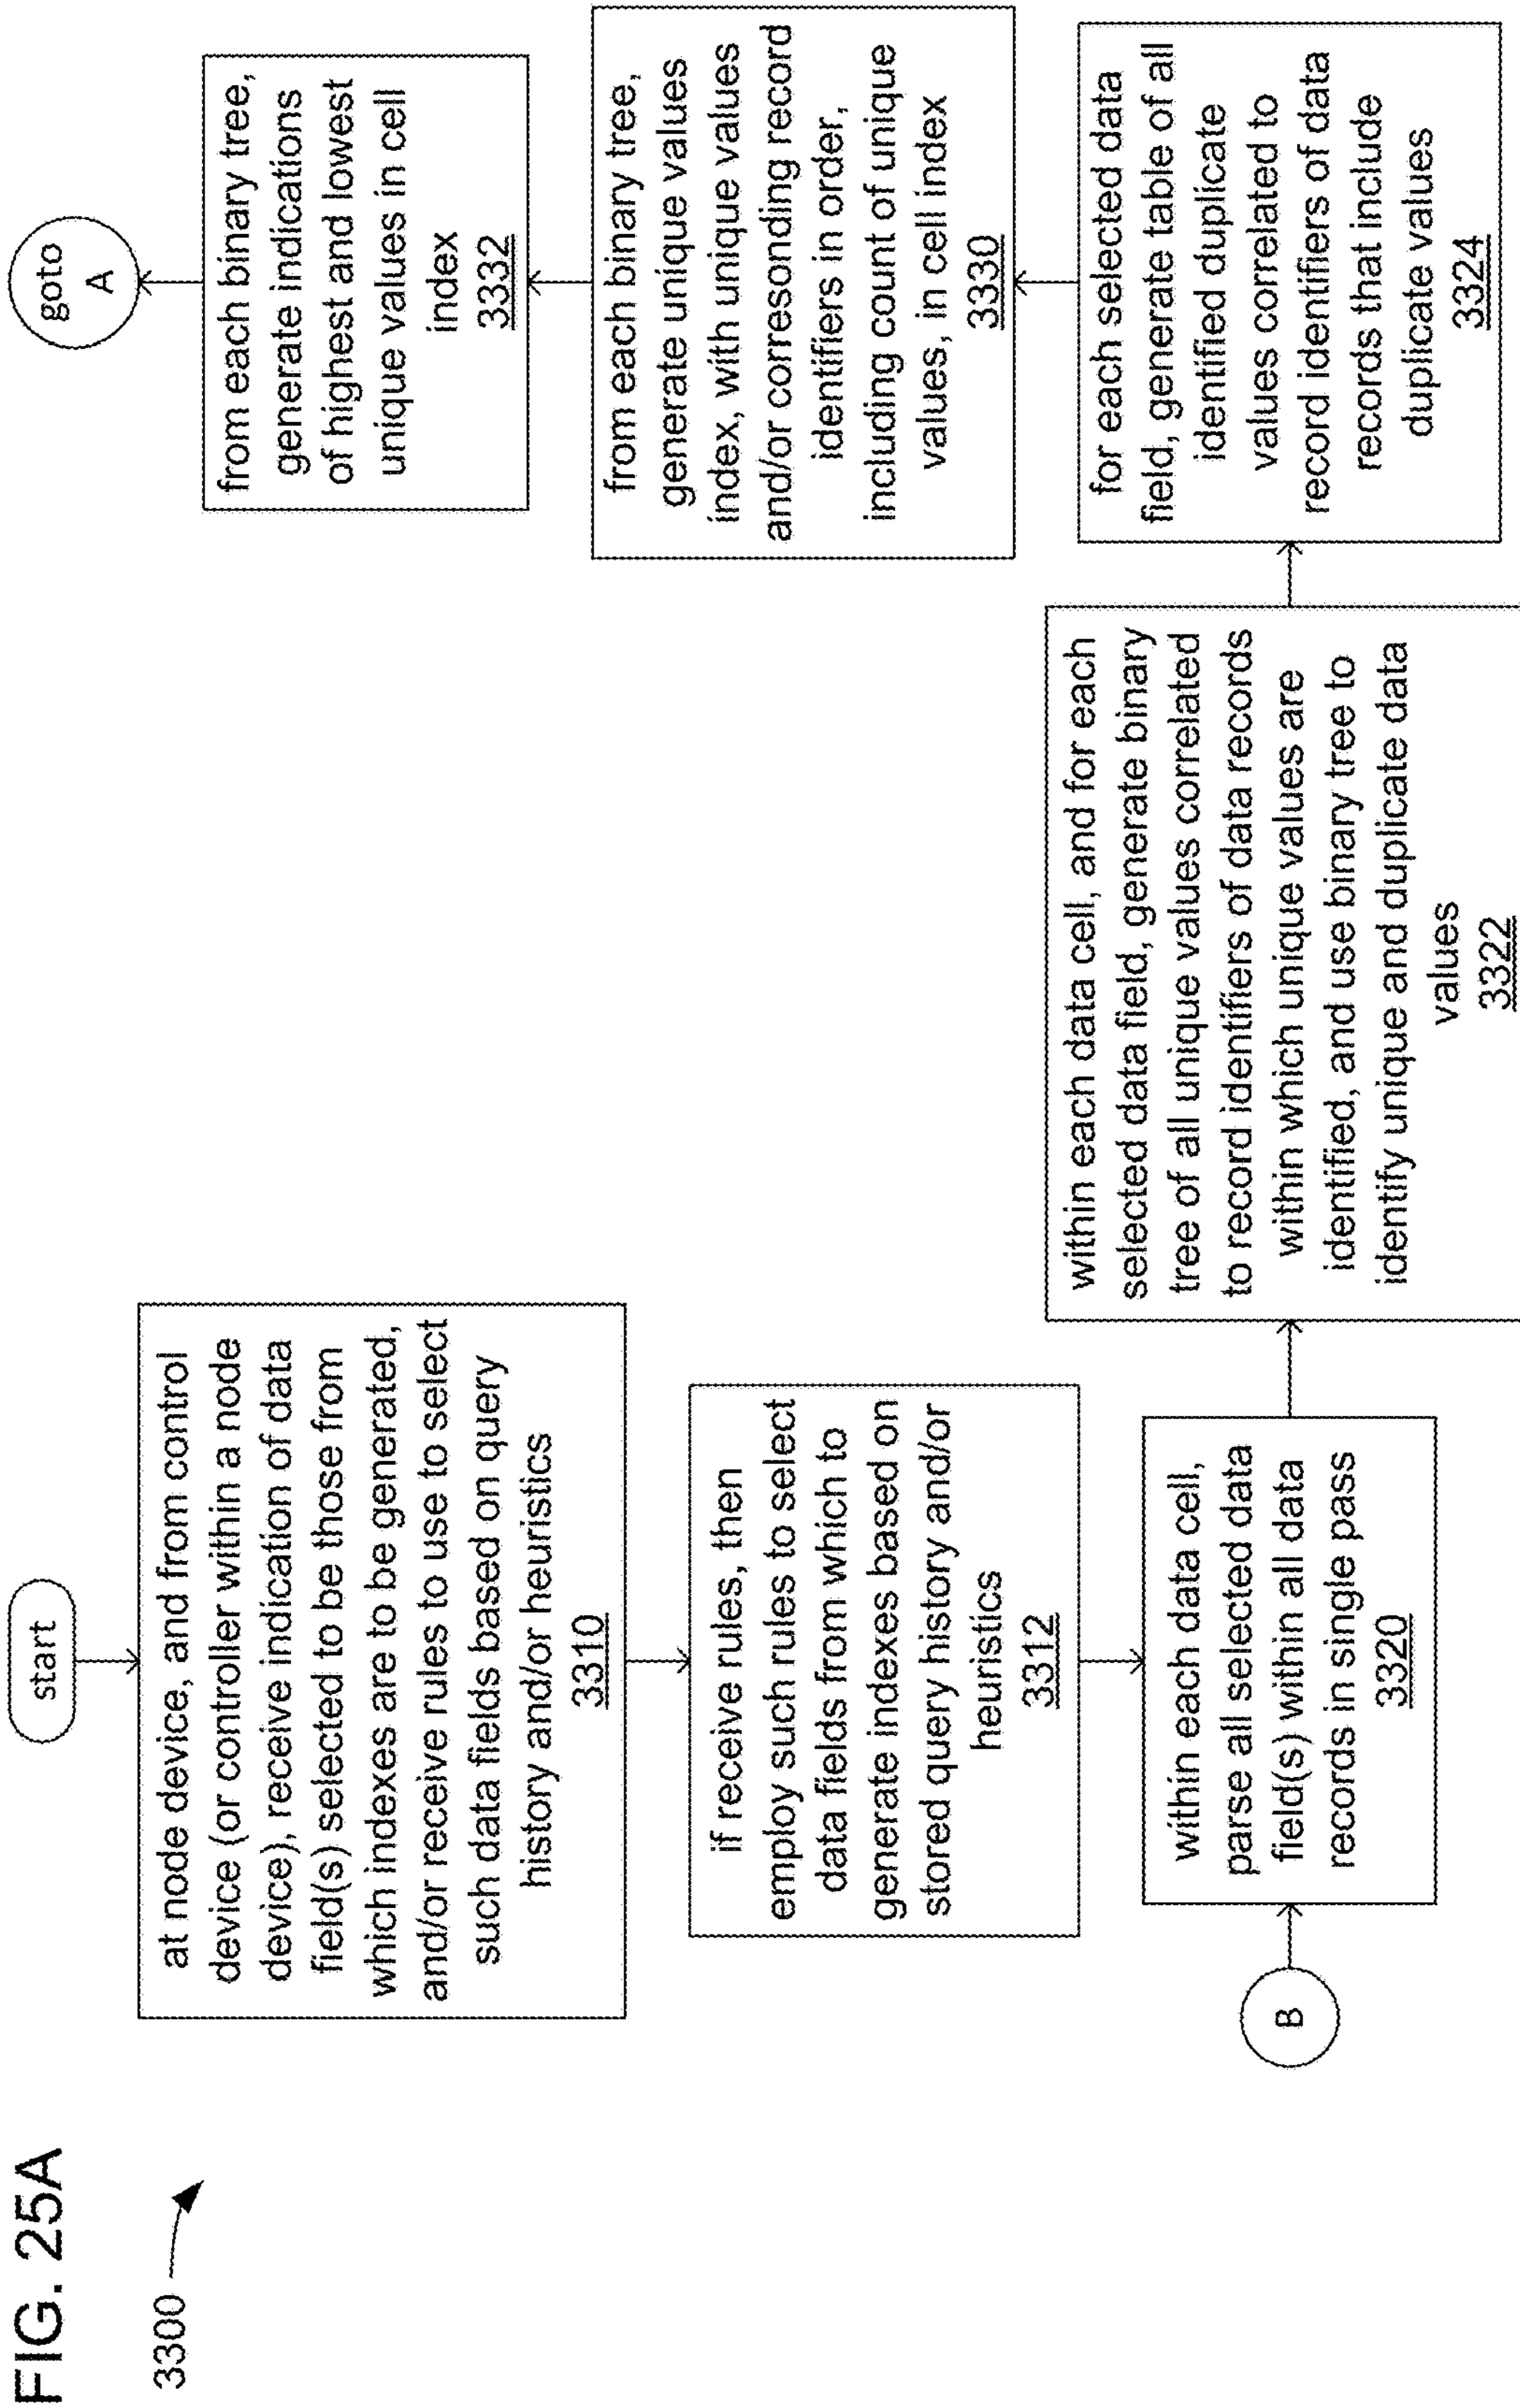 FIG. 25A
3300
start
at node device, and from control
device (or controller within a node
device), receive indication of data
field(s) selected to be those from
which indexes are to be generated,
and/or receive rules to use to select
such data fields based on query
history and/or heuristics
3310
if receive rules, then
employ such rules to select
data fields from which to
generate indexes based on
stored query history and/or
heuristics
3312
B
within each data cell,
parse all selected data
field(s) within all data
records in single pass
3320
within each data cell, and for each
selected data field, generate binary
tree of all unique values correlated
to record identifiers of data records
within which unique values are
identified, and use binary tree to
identify unique and duplicate data
values
3322
for each selected data
field, generate table of all
identified duplicate
values correlated to
record identifiers of data
records that include
duplicate values
3324
from each binary tree,
generate unique values
index, with unique values
and/or corresonding record
identifiers in order,
including count of unique
values, in cell index
3330
from each binary tree,
generate indications
of highest and lowest
unique values in cell
index
3332
goto
A